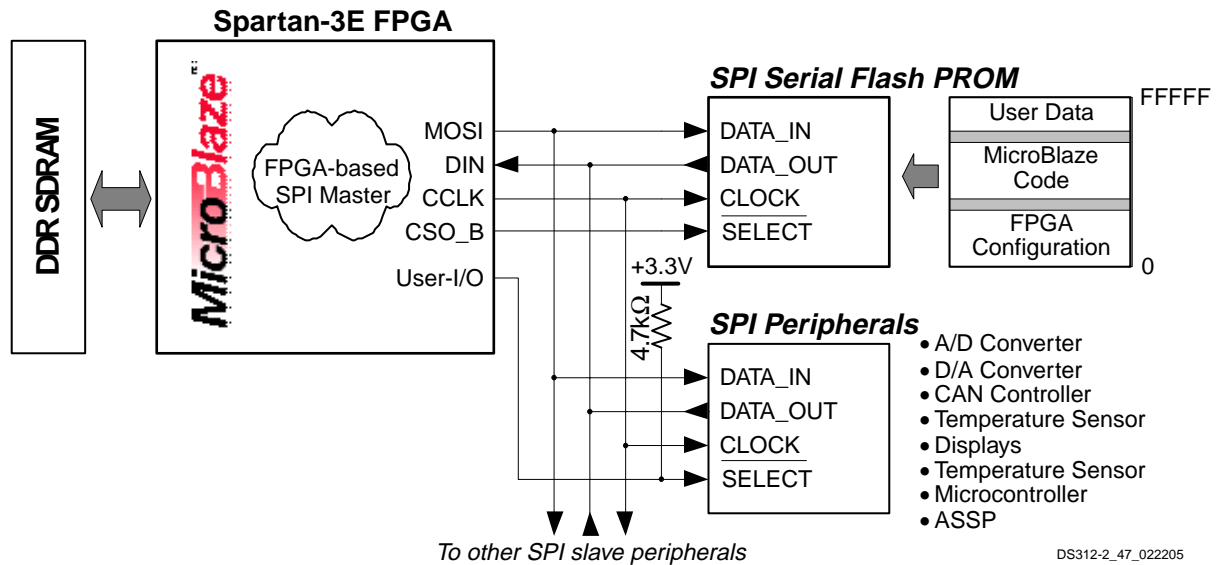 Spartan-3E FPGA
DDR SDRAM
MicroBlaze™
FPGA-based
SPI Master
MOSI
DIN
CCLK
CSO_B
User-I/O
SPI Serial Flash PROM
DATA_IN
DATA_OUT
CLOCK
SELECT
User Data
MicroBlaze
Code
FPGA
Configuration
FFFFF
0
+3.3V
4.7kΩ
SPI Peripherals
DATA_IN
DATA_OUT
CLOCK
SELECT
• A/D Converter
• D/A Converter
• CAN Controller
• Temperature Sensor
• Displays
• Temperature Sensor
• Microcontroller
• ASSP
To other SPI slave peripherals
DS312-2_47_022205